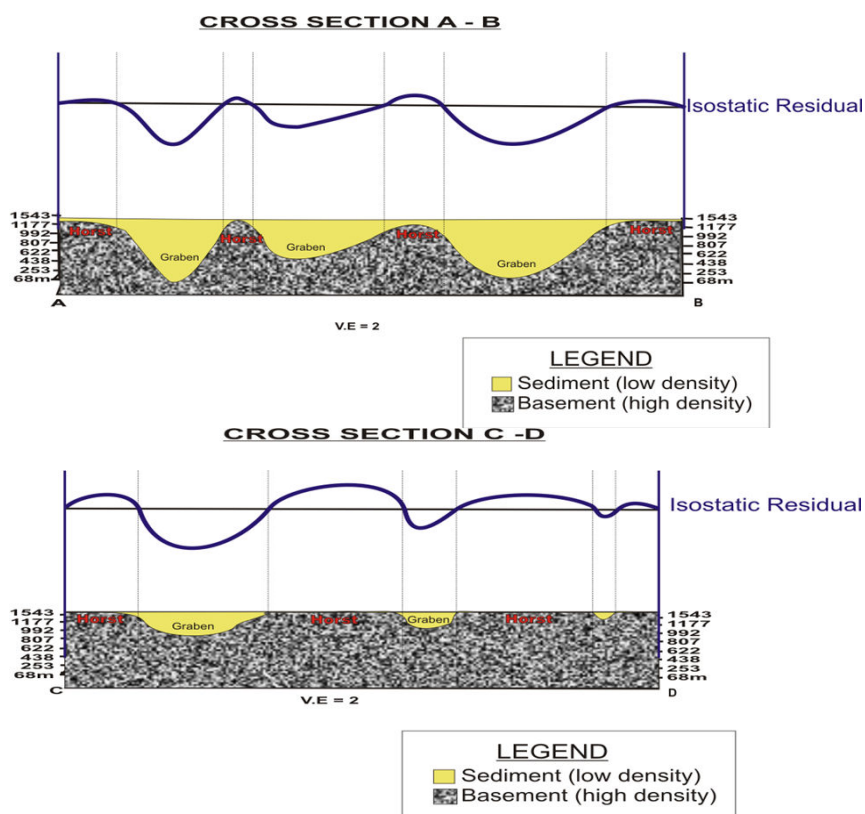 CROSS SECTION A - B
Isostatic Residual
1543
1177
992
807
622
438
253
68m
Horst
Graben
Horst
Graben
Horst
Graben
Horst
1543
1177
992
807
622
438
253
68m
A
B
V.E = 2
LEGEND
Sediment (low density)
Basement (high density)
CROSS SECTION C -D
Isostatic Residual
1543
1177
992
807
622
438
253
68m
Horst
Graben
Horst
Graben
Horst
1543
1177
992
807
622
438
253
68m
C
D
V.E = 2
LEGEND
Sediment (low density)
Basement (high density)